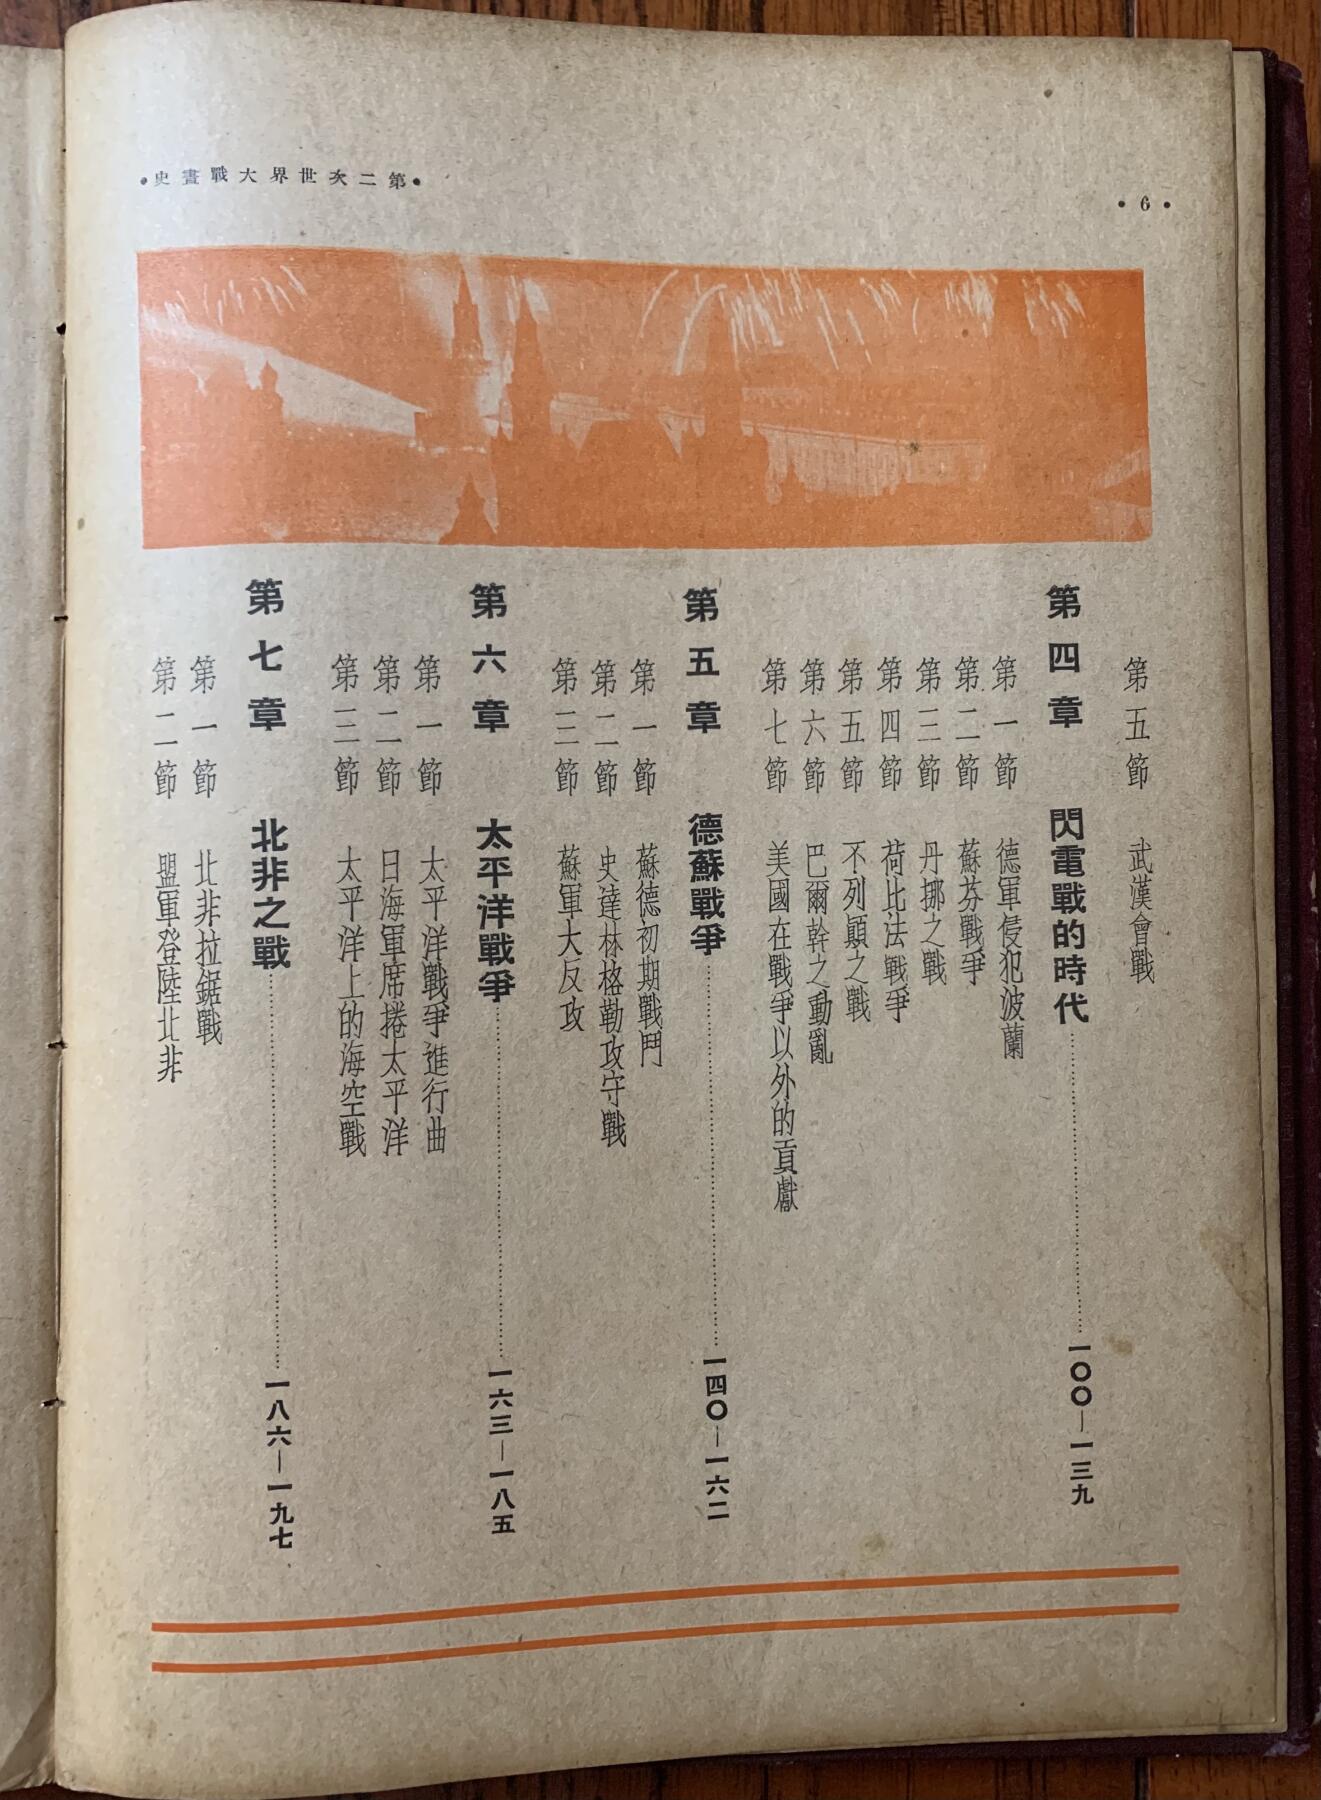 •第二次世界大戰畫史•
•6•
第五節 武漢會戰
第四章 閃電戰的時代………一〇〇—一三九
第一節 德軍侵犯波蘭
第二節 蘇芬戰爭
第三節 丹挪之戰
第四節 荷比法戰爭
第五節 不列顛之戰
第六節 巴爾幹之動亂
第七節 美國在戰爭以外的貢獻
第五章 德蘇戰爭………一四〇—一六二
第一節 蘇德初期戰鬥
第二節 史達林格勒攻守戰
第三節 蘇軍大反攻
第六章 太平洋戰爭………一六三—一八五
第一節 太平洋戰爭進行曲
第二節 日海軍席捲太平洋
第三節 太平洋上的海空戰
第七章 北非之戰………一八六—一九七
第一節 北非拉鋸戰
第二節 盟軍登陸北非